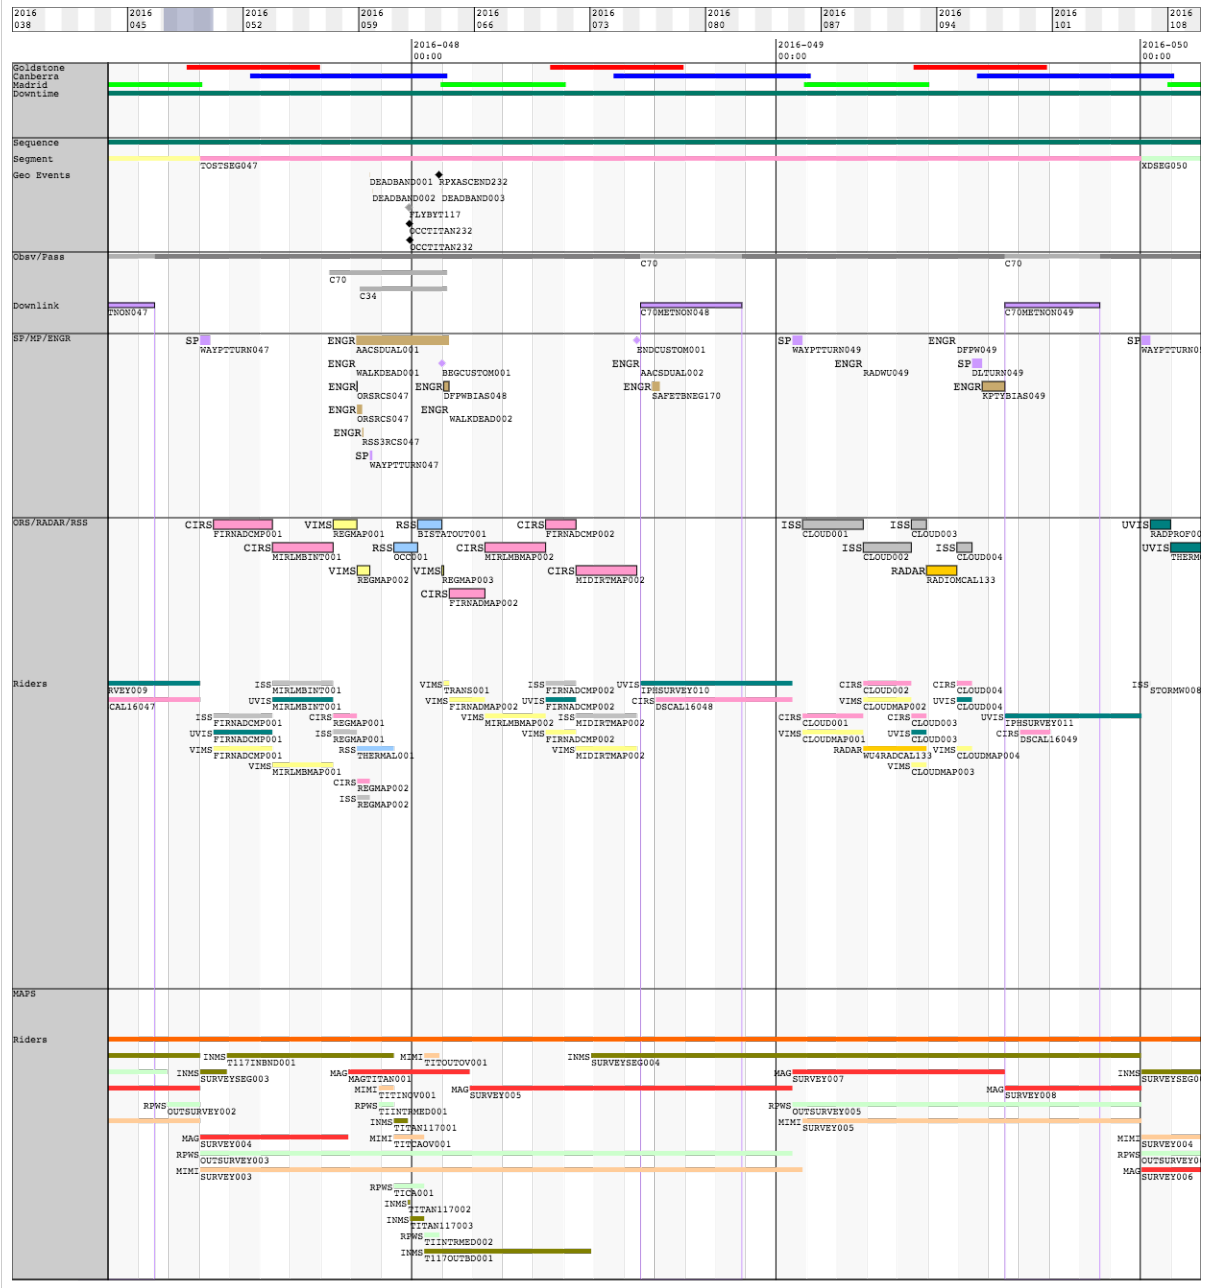 2016 2016 2016 2016 2016 2016 2016 2016 2016 2016 2016
038 045 052 059 066 073 080 087 094 101 108
2016-048 2016-049 2016-050
00:00 00:00 00:00
Goldstone
Canberra
Madrid
Downtime
Sequence
Segment
TOSTSEG047 XDSEG050
Geo Events
DEADBAND001 RPXASCEND232
DEADBAND002 DEADBAND003
FLYBYT117
OCCTITAN232
OCCTITAN232
Obsv/Pass
C70 C70
C70
C34
Downlink
TNON047 C70METNON048 C70METNON049
SP/MP/ENGR
SP ENGR SP ENGR SP
WAYPTTURN047 AACSDUAL001 ENDCUSTOM001 WAYPTTURN049 DFPW049 WAYPTTURN05
ENGR ENGR ENGR SP
WALKDEAD001 BEGCUSTOM001 AACSDUAL002 RADWU049 DLTURN049
ENGR ENGR ENGR ENGR
ORSRCS047 DFPWBIAS048 SAFETBNEG170 KPTYBIAS049
ENGR ENGR
ORSRCS047 WALKDEAD002
ENGR
RSS3RCS047
SP
WAYPTTURN047
ORS/RADAR/RSS
CIRS VIMS RSS CIRS ISS ISS UVIS
FIRNADCMP001 REGMAP001 BISTATOUT001 FIRNADCMP002 CLOUD001 CLOUD003 RADPROF00
CIRS RSS CIRS ISS ISS UVIS
MIRLMBINT001 OCC001 MIRLMBMAP002 CLOUD002 CLOUD004 THERM
VIMS VIMS CIRS RADAR
REGMAP002 REGMAP003 MIDIRTMAP002 RADIOMCAL133
CIRS
FIRNADMAP002
Riders
ISS VIMS ISS UVIS CIRS CIRS ISS
RVEY009 MIRLMBINT001 TRANS001 FIRNADCMP002 IPHSURVEY010 CLOUD002 CLOUD004 STORMW008
UVIS UVIS CIRS VIMS UVIS
CAL16047 MIRLMBINT001 FIRNADMAP002 FIRNADCMP002 DSCAL16048 CLOUDMAP002 CLOUD004
ISS CIRS VIMS ISS CIRS CIRS UVIS
FIRNADCMP001 REGMAP001 MIRLMBMAP002 MIDIRTMAP002 CLOUD001 CLOUD003 IPHSURVEY011
UVIS ISS VIMS VIMS UVIS CIRS
FIRNADCMP001 REGMAP001 FIRNADCMP002 CLOUDMAP001 CLOUD003 DSCAL16049
VIMS RSS VIMS RADAR VIMS
FIRNADCMP001 THERMAL001 MIDIRTMAP002 WU4RADCAL133 CLOUDMAP004
VIMS VIMS
MIRLMBMAP001 CLOUDMAP003
CIRS
REGMAP002
ISS
REGMAP002
MAPS
Riders
INMS MIMI INMS
T117INBND001 TITOUTOV001 SURVEYSEG004
INMS MAG MAG INMS
SURVEYSEG003 MAGTITAN001 SURVEY007 SURVEYSEG00
MIMI MAG MAG
TITINOV001 SURVEY005 SURVEY008
RPWS RPWS RPWS
OUTSURVEY002 TIINTRMED001 OUTSURVEY005
INMS MIMI
TITAN117001 SURVEY005
MAG MIMI MIMI
SURVEY004 TITCAOV001 SURVEY004
RPWS RPWS
OUTSURVEY003 OUTSURVEY00
MIMI MAG
SURVEY003 SURVEY006
RPWS
TICA001
INMS
TITAN117002
INMS
TITAN117003
RPWS
TIINTRMED002
INMS
T117OUTBD001